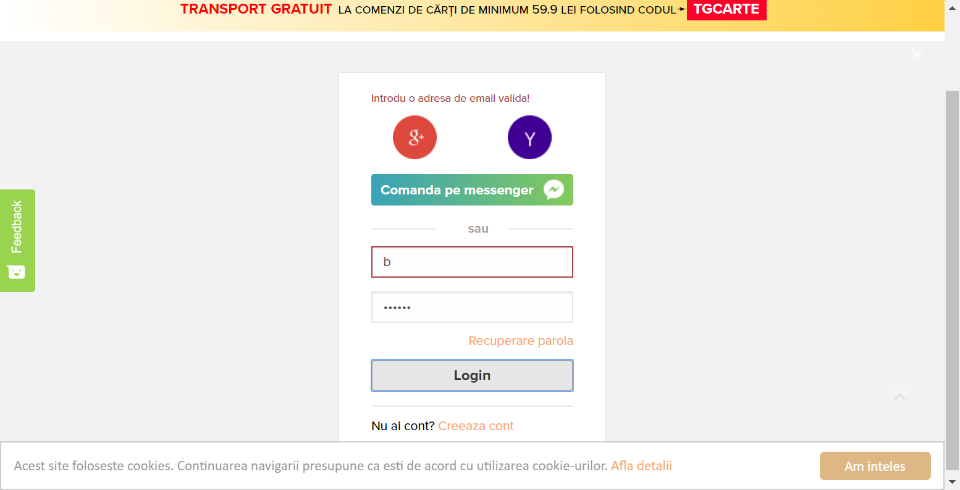 TRANSPORT GRATUIT LA COMENZI DE CĂRȚI DE MINIMUM 59.9 LEI FOLOSIND CODUL TGCARTE
Introdu o adresa de email valida!
g+ Y
Comanda pe messenger
sau
b
••••••
Recuperare parola
Login
Nu ai cont? Creeaza cont
Feedback
Acest site foloseste cookies. Continuarea navigarii presupune ca esti de acord cu utilizarea cookie-urilor. Afla detalii
Am inteles